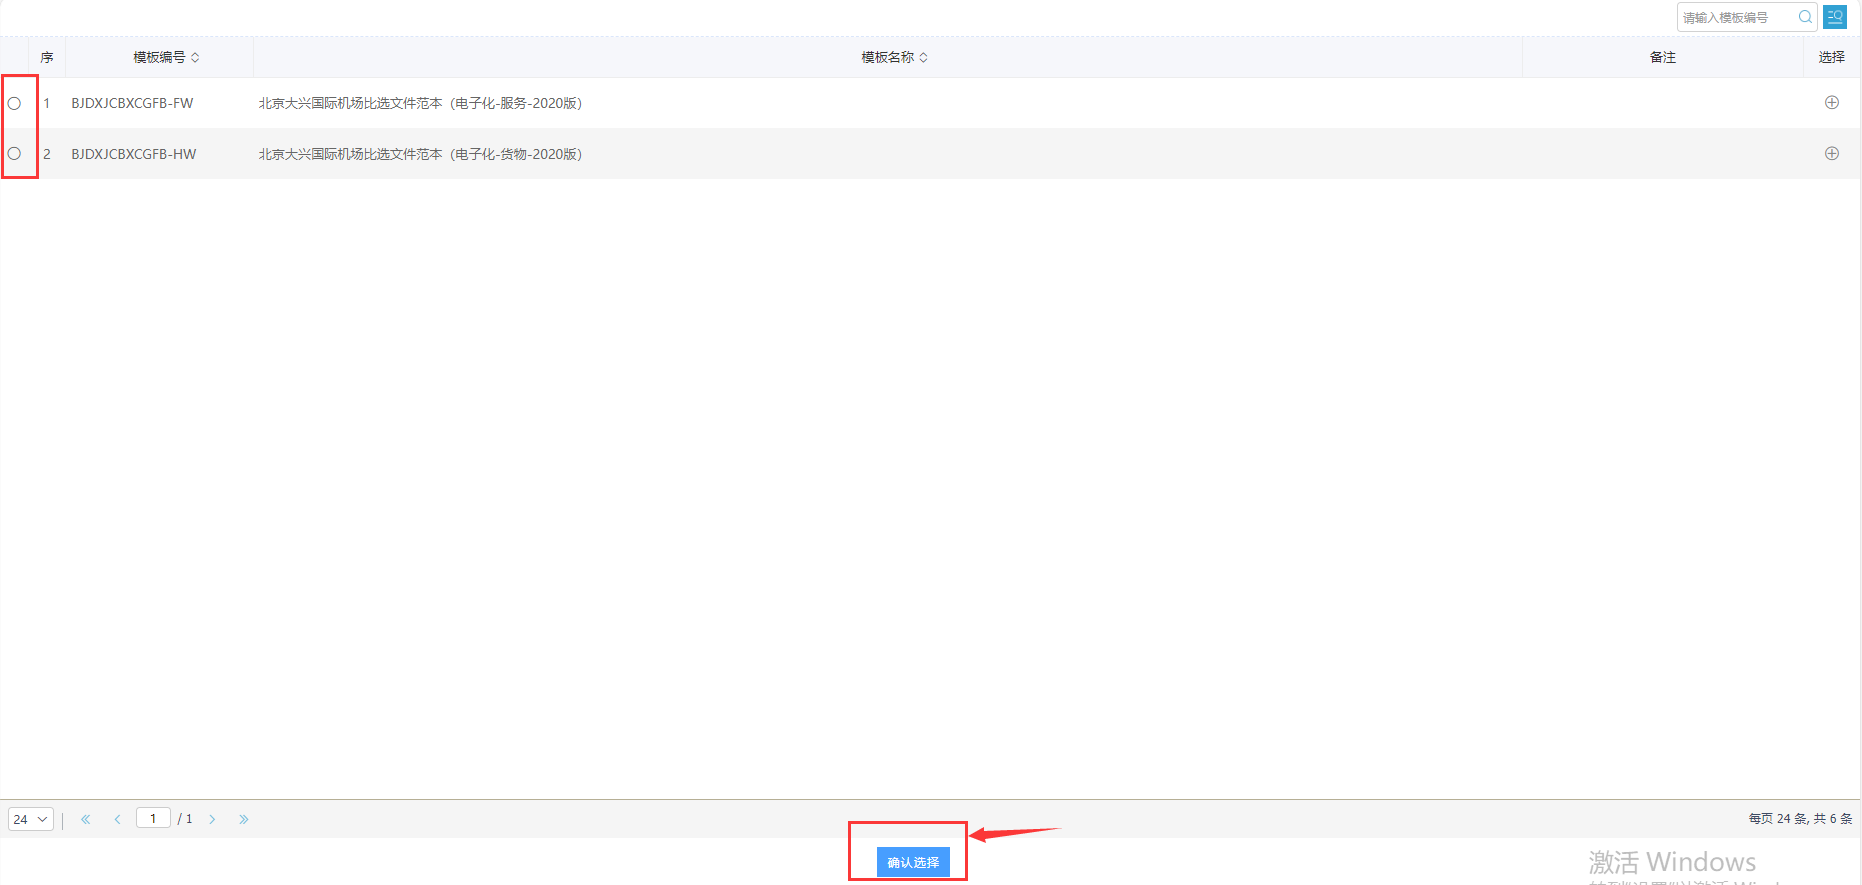 请输入模板编号
序 模板编号 模板名称 备注 选择
1 BJDXJCBXCGFB-FW 北京大兴国际机场比选文件范本（电子化-服务-2020版）
2 BJDXJCBXCGFB-HW 北京大兴国际机场比选文件范本（电子化-货物-2020版）
24 1 / 1 每页 24 条, 共 6 条
确认选择
激活 Windows